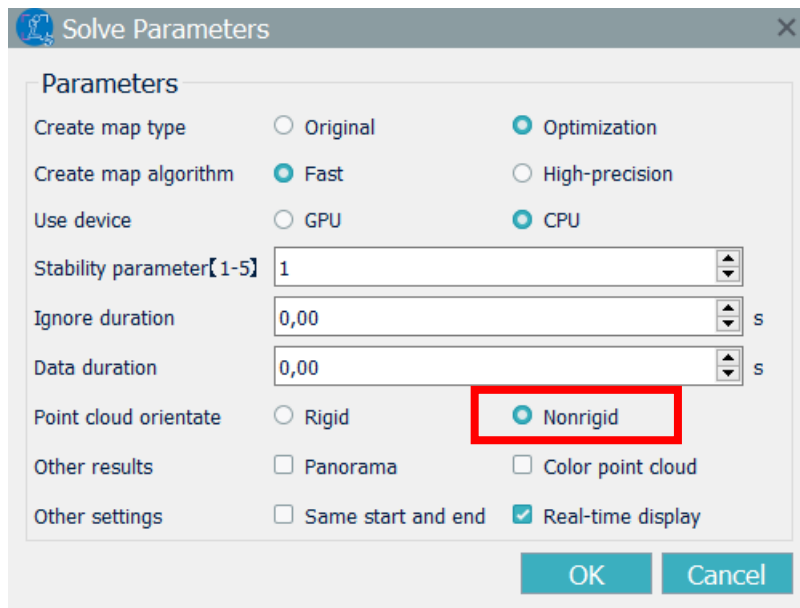 Solve Parameters
Parameters
Create map type Original Optimization
Create map algorithm Fast High-precision
Use device GPU CPU
Stability parameter【1-5】 1
Ignore duration 0,00 s
Data duration 0,00 s
Point cloud orientate Rigid Nonrigid
Other results Panorama Color point cloud
Other settings Same start and end Real-time display
OK Cancel